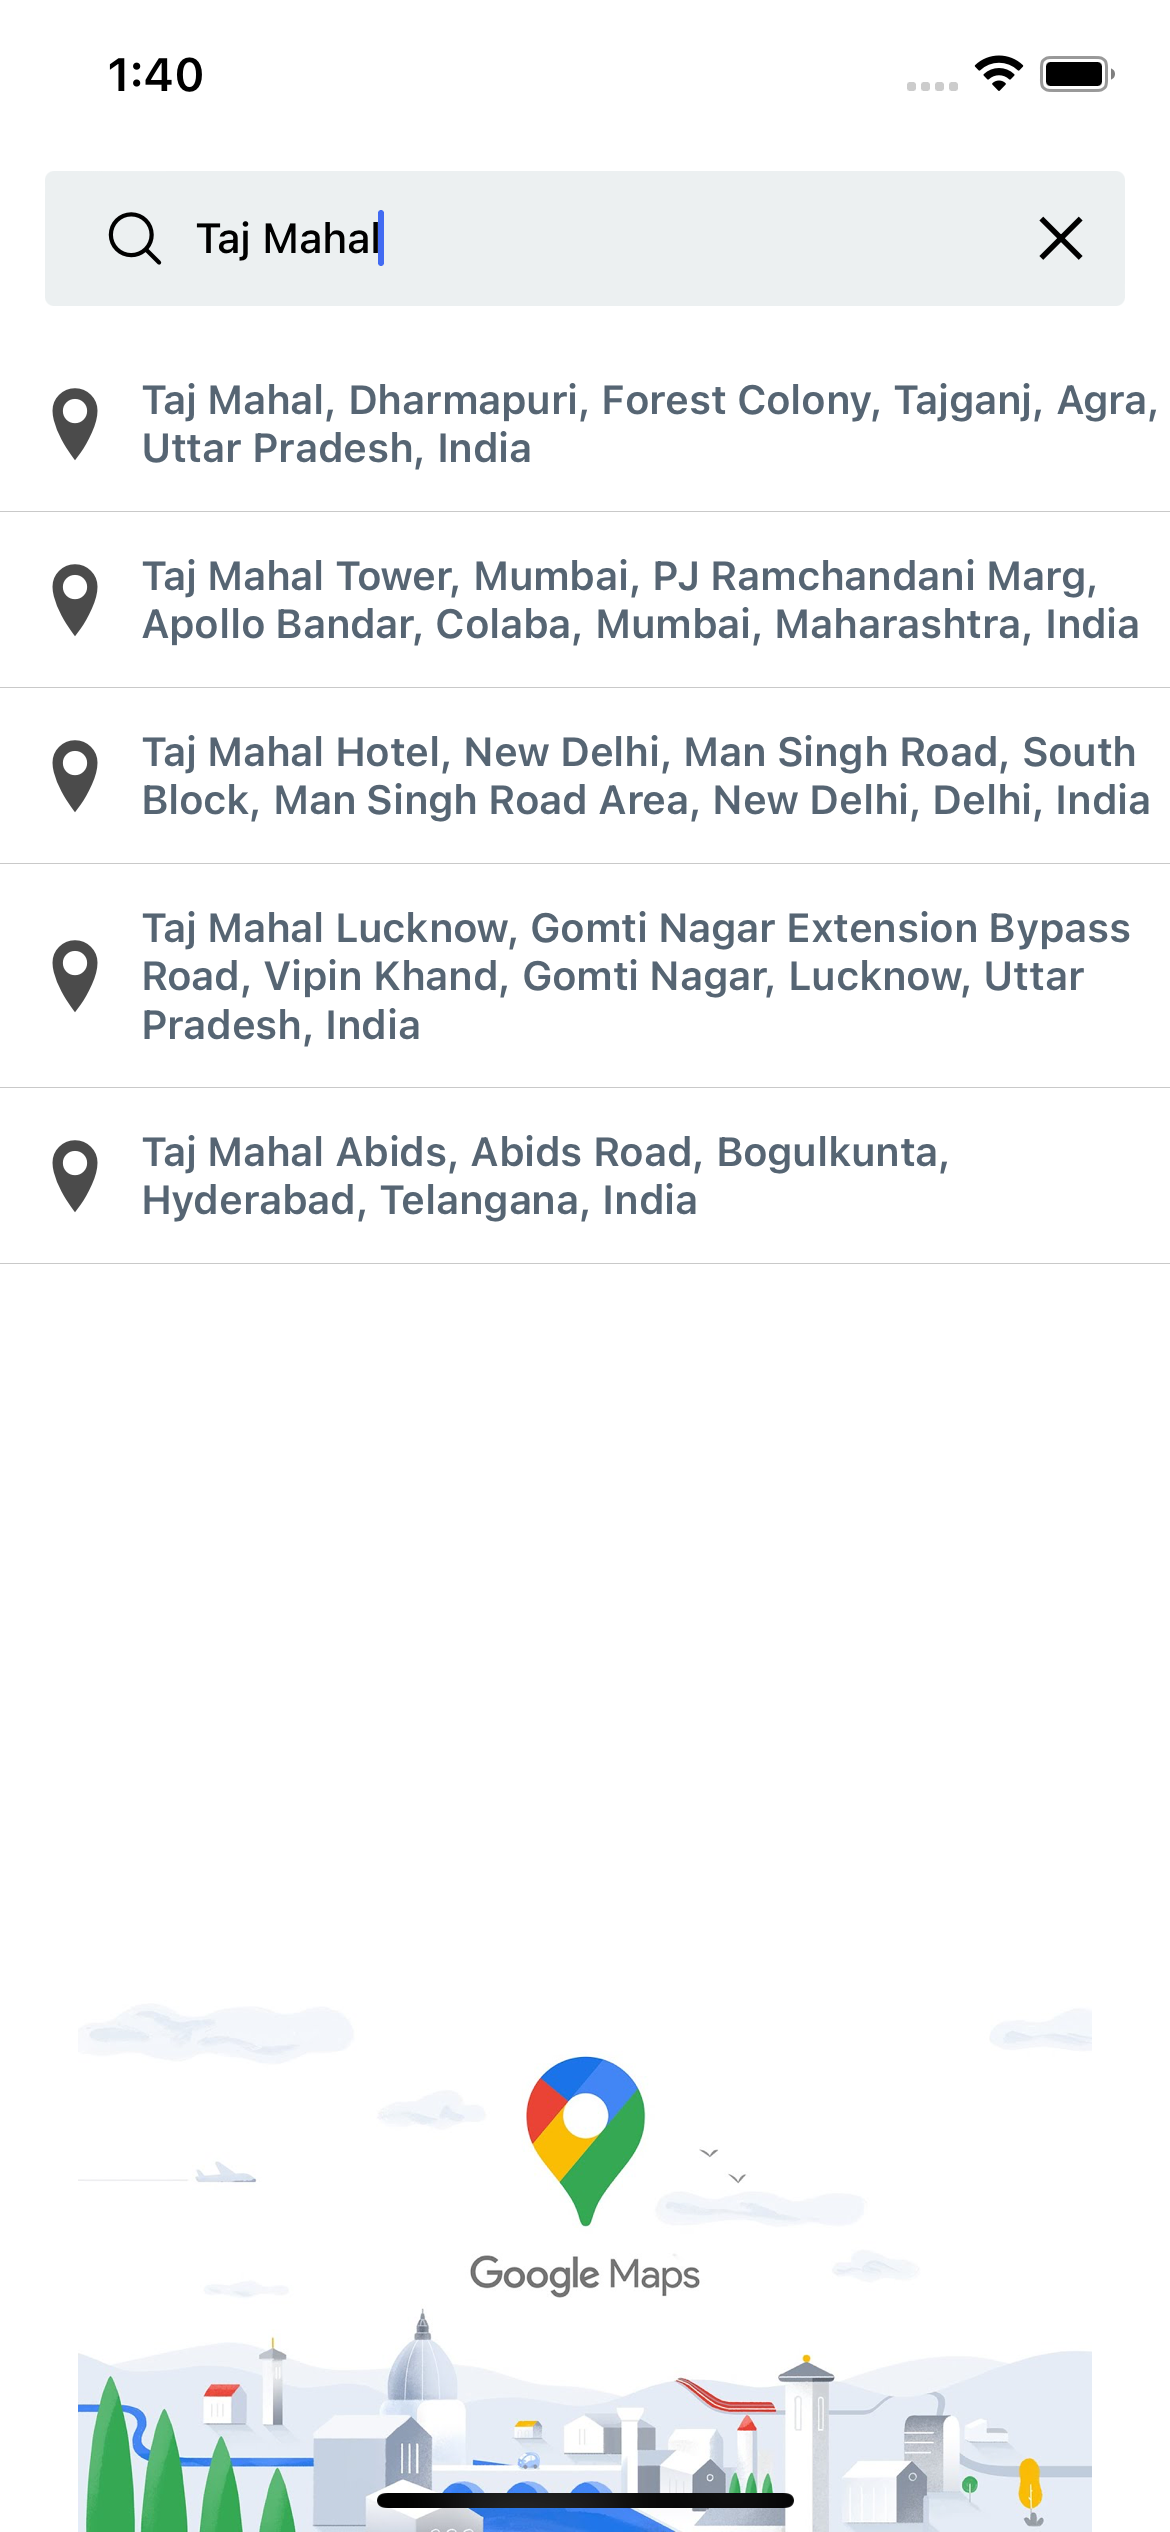 1:40
Taj Mahal
Taj Mahal, Dharmapuri, Forest Colony, Tajganj, Agra,
Uttar Pradesh, India
Taj Mahal Tower, Mumbai, PJ Ramchandani Marg,
Apollo Bandar, Colaba, Mumbai, Maharashtra, India
Taj Mahal Hotel, New Delhi, Man Singh Road, South
Block, Man Singh Road Area, New Delhi, Delhi, India
Taj Mahal Lucknow, Gomti Nagar Extension Bypass
Road, Vipin Khand, Gomti Nagar, Lucknow, Uttar
Pradesh, India
Taj Mahal Abids, Abids Road, Bogulkunta,
Hyderabad, Telangana, India
Google Maps